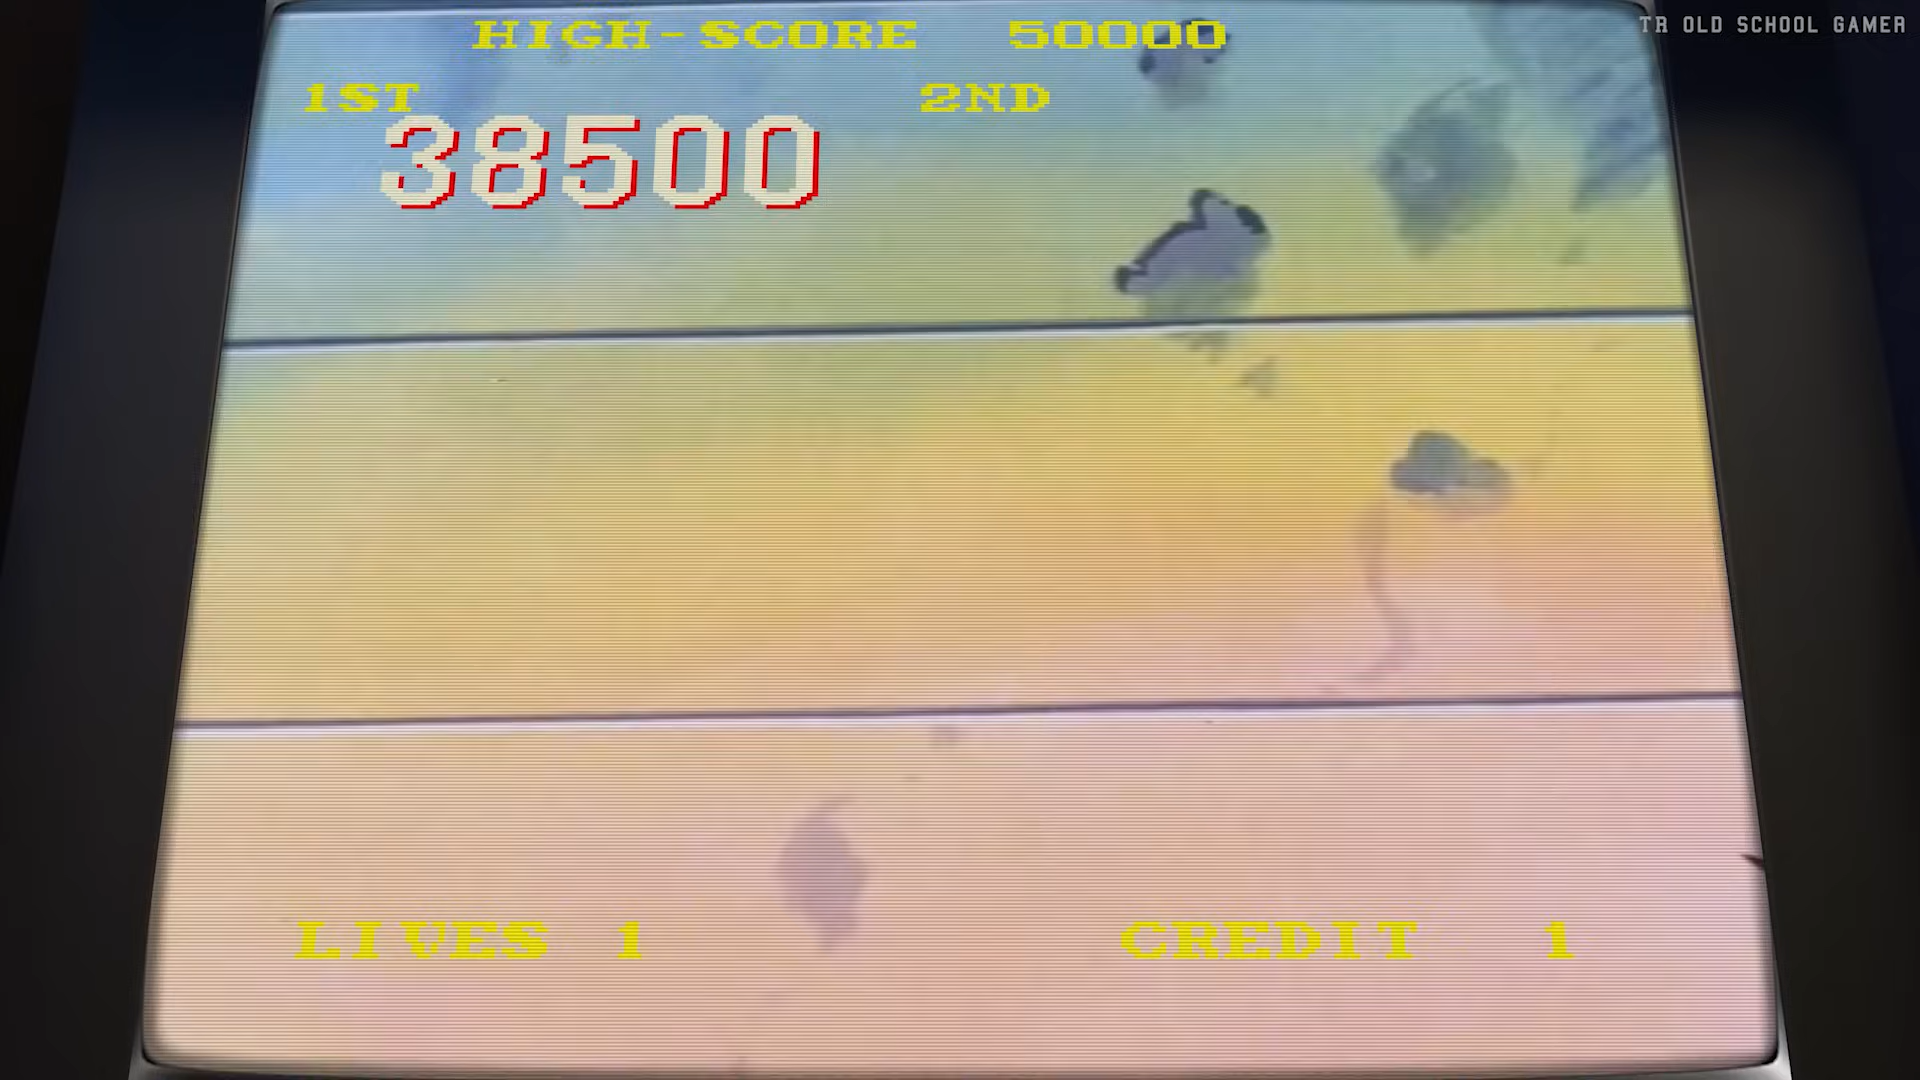 TR OLD SCHOOL GAMER
HIGH-SCORE 50000
1ST 2ND
38500
LIVES 1 CREDIT 1